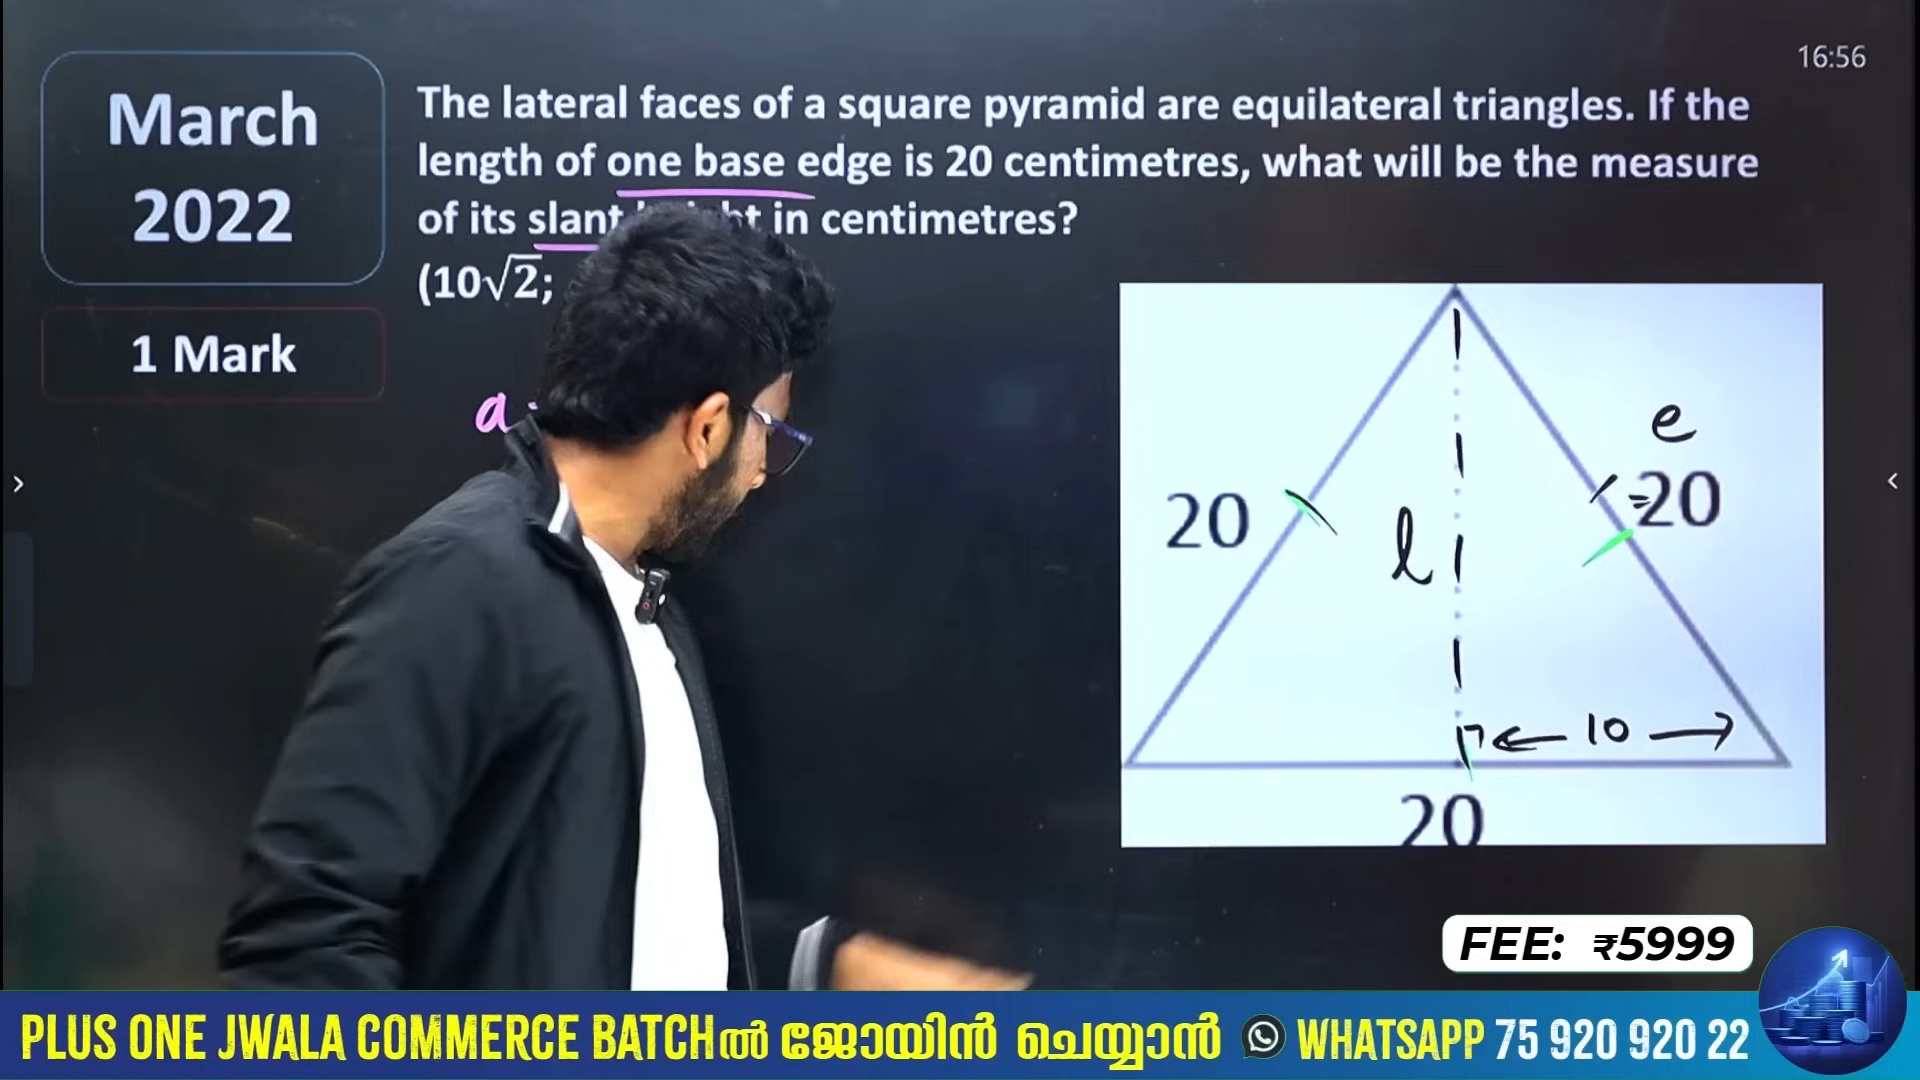 March
2022
1 Mark
16:56
The lateral faces of a square pyramid are equilateral triangles. If the
length of one base edge is 20 centimetres, what will be the measure
of its slant in centimetres?
(10√2;
a
e
20
=20
l
10
20
FEE: ₹5999
PLUS ONE JWALA COMMERCE BATCHൽ ജോയിൻ ചെയ്യാൻ WHATSAPP 75 920 920 22